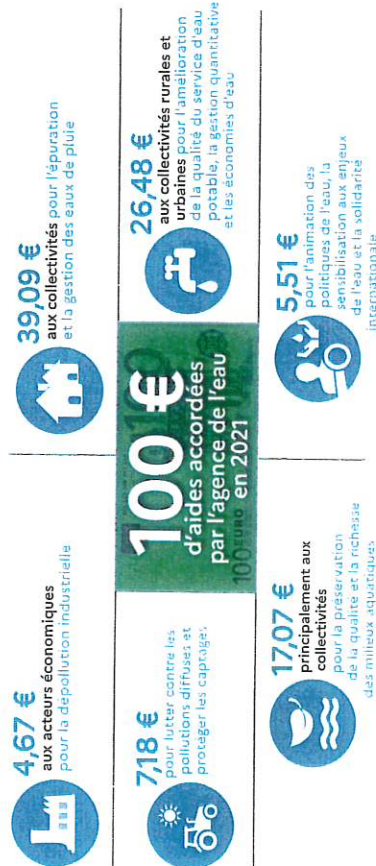 4,67 €
aux acteurs économiques
pour la dépollution industrielle
39,09 €
aux collectivités pour l'épuration
et la gestion des eaux de pluie
7,18 €
pour lutter contre les
pollutions diffuses et
protéger les captages
100 €
d'aides accordées
par l'agence de l'eau
en 2021
100 EURO
26,48 €
aux collectivités rurales et
urbaines pour l'amélioration
de la qualité du service d'eau
potable, la gestion quantitative
et les économies d'eau
17,07 €
principalement aux
collectivités
pour la préservation
de la qualité et la richesse
des milieux aquatiques
5,51 €
pour l'animation des
politiques de l'eau, la
sensibilisation aux enjeux
de l'eau et la solidarité
internationale